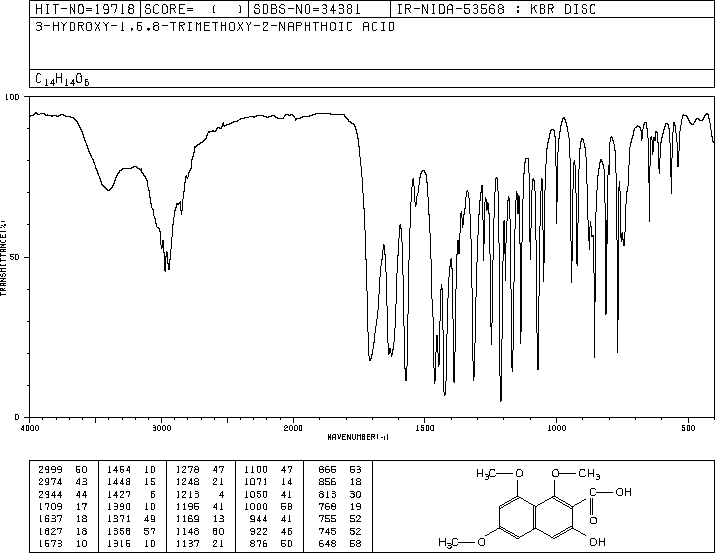 HIT-NO=19718 SCORE= ( ) SDBS-NO=34381 IR-NIDA-53568 : KBR DISC
3-HYDROXY-1,6,8-TRIMETHOXY-2-NAPHTHOIC ACID
C14H14O6
100
50
0
TRANSMITTANCE(%)
4000 3000 2000 1500 1000 500
WAVENUMBER(-1)
2999 60 1464 10 1278 47 1100 47 866 53
2974 43 1448 15 1248 21 1071 14 856 18
2944 44 1427 6 1213 4 1050 41 813 30
1709 17 1390 10 1196 41 1000 58 768 19
1637 18 1371 49 1169 13 944 41 755 52
1627 18 1358 57 1148 60 922 46 745 52
1573 10 1316 10 1137 21 876 50 648 58
H3C O O CH3
C OH
O
H3C O OH